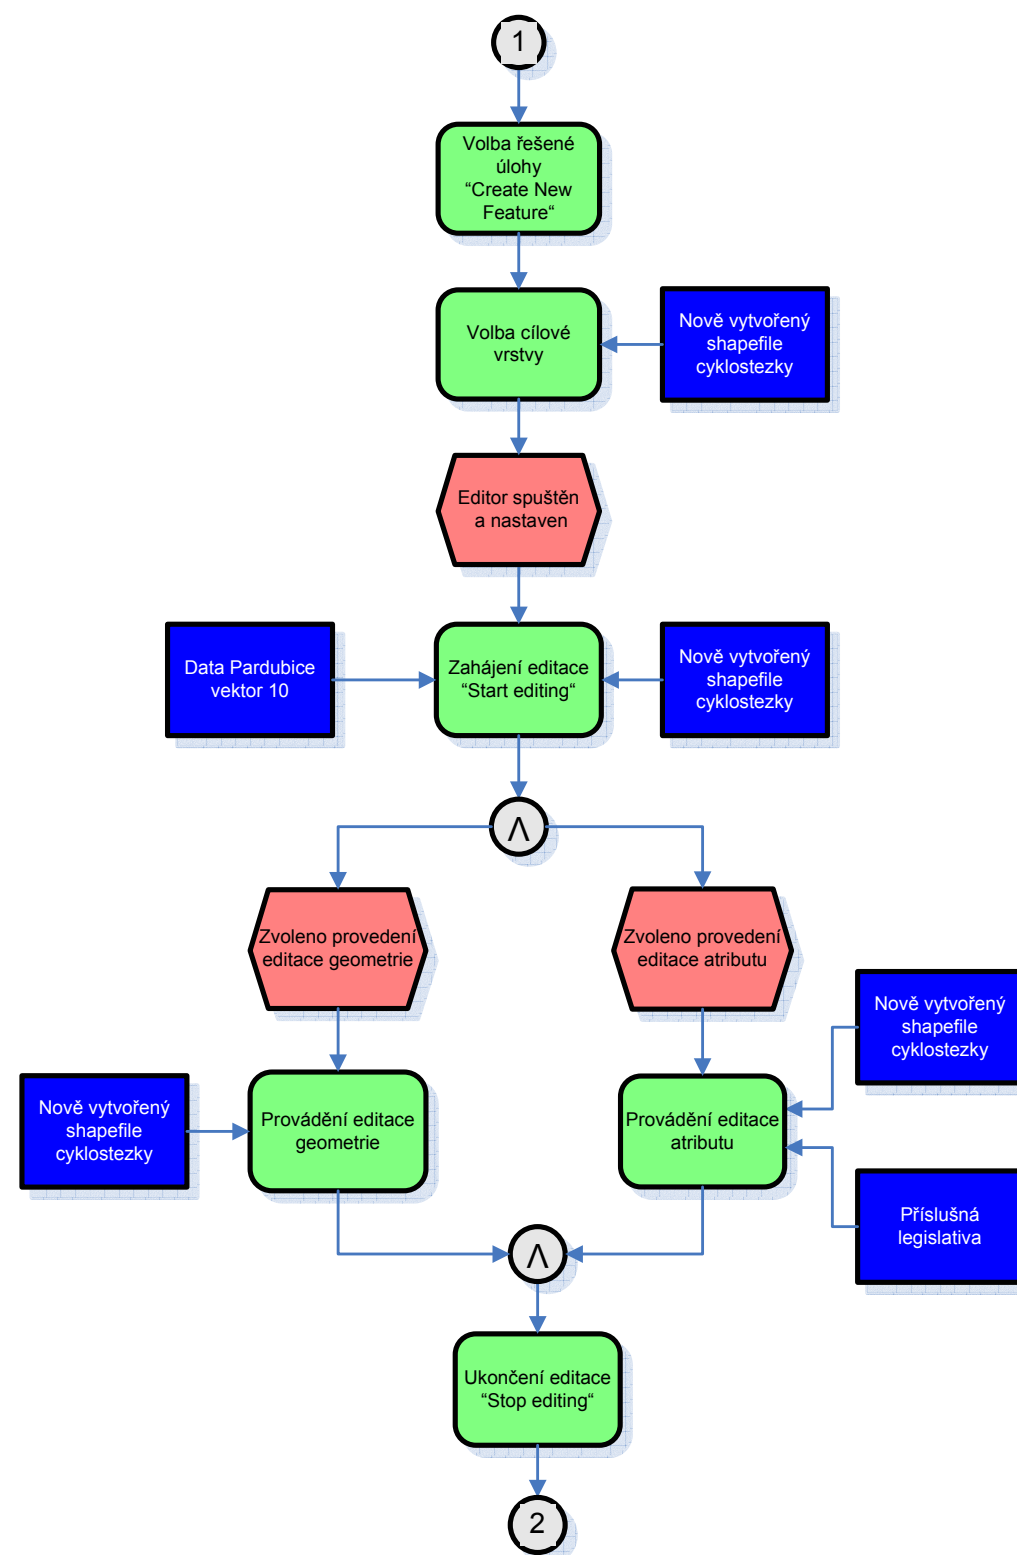 1
Volba řešené
úlohy
“Create New
Feature“
Volba cílové
vrstvy
Nově vytvořený
shapefile
cyklostezky
Editor spuštěn
a nastaven
Data Pardubice
vektor 10
Zahájení editace
“Start editing“
Nově vytvořený
shapefile
cyklostezky
Λ
Zvoleno provedení
editace geometrie
Zvoleno provedení
editace atributu
Nově vytvořený
shapefile
cyklostezky
Nově vytvořený
shapefile
cyklostezky
Provádění editace
geometrie
Provádění editace
atributu
Příslušná
legislativa
Λ
Ukončení editace
“Stop editing“
2